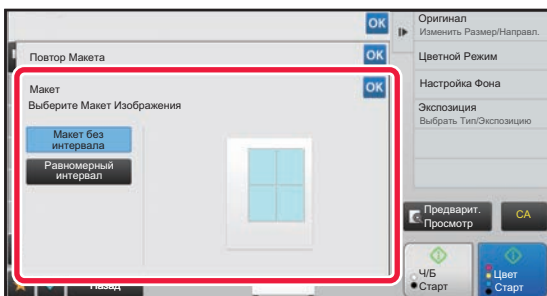 OK
Повтор Макета
OK
Макет
OK
Выберите Макет Изображения
Макет без
интервала
Равномерный
интервал
Назад
Оригинал
Изменить Размер/Направл.
Цветной Режим
Настройка Фона
Экспозиция
Выбрать Тип/Экспозицию
Предварит.
Просмотр
CA
Ч/Б
Старт
Цвет
Старт